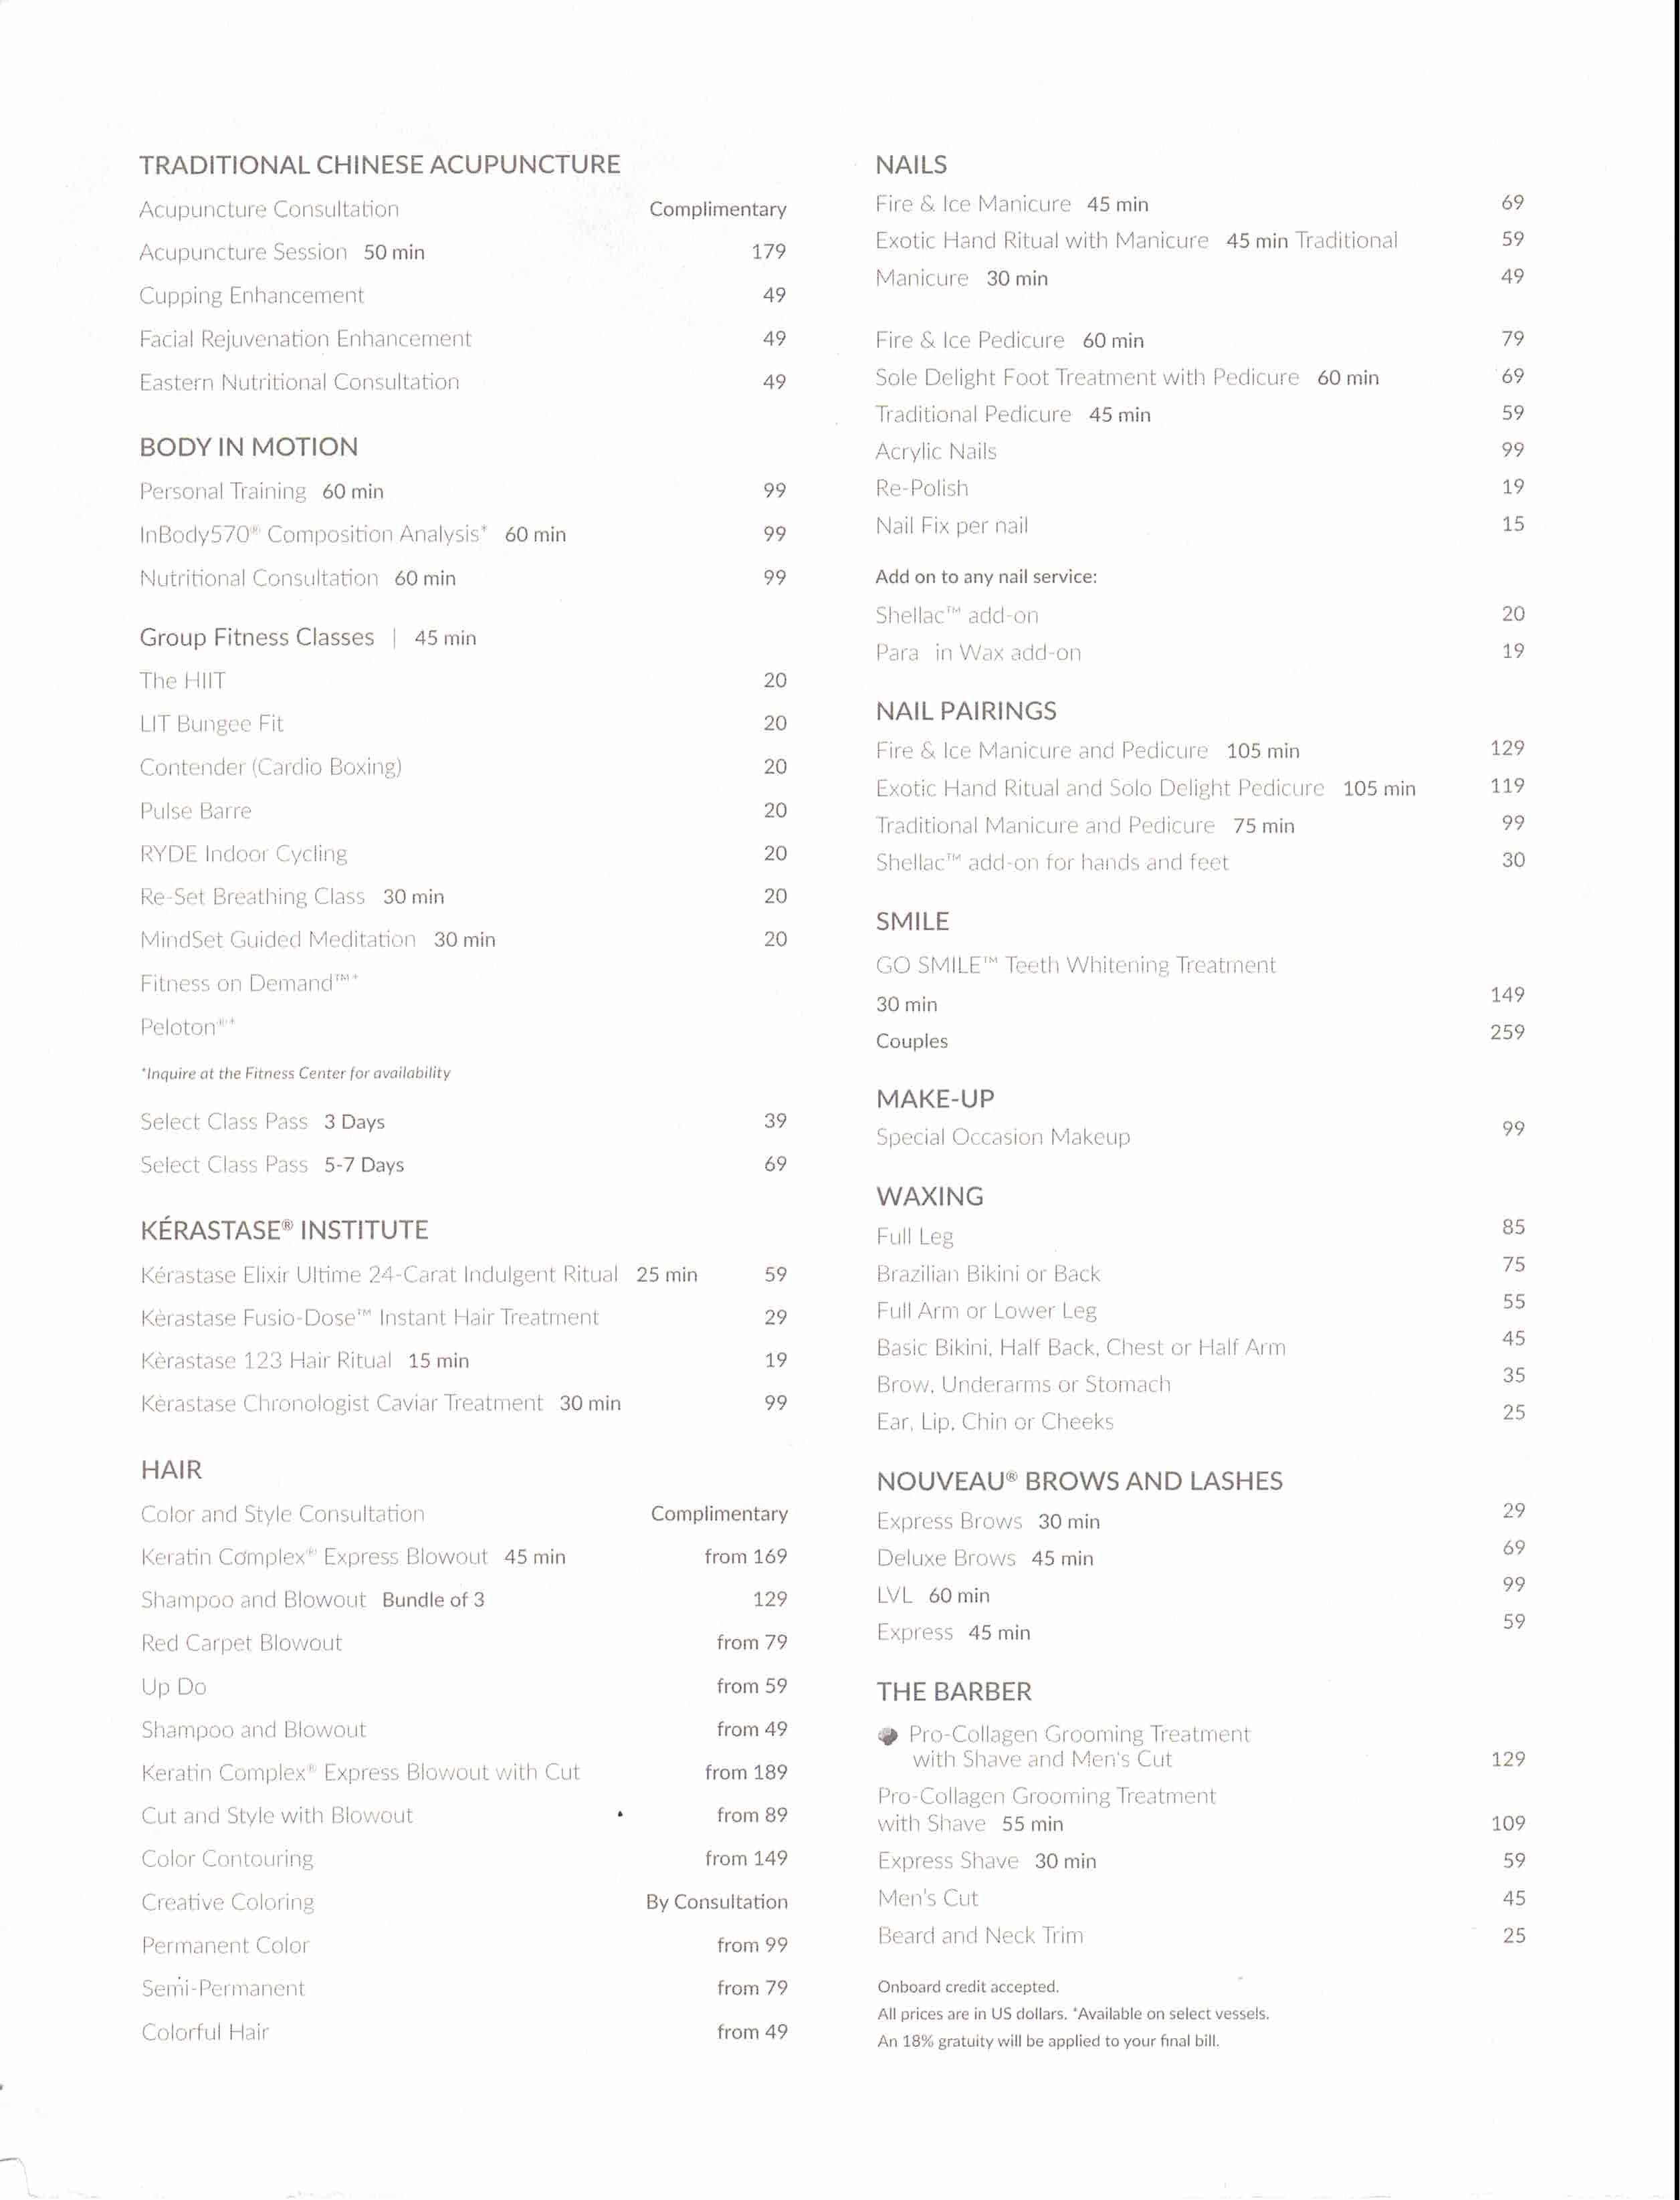 TRADITIONAL CHINESE ACUPUNCTURE
Acupuncture Consultation Complimentary
Acupuncture Session 50 min 179
Cupping Enhancement 49
Facial Rejuvenation Enhancement 49
Eastern Nutritional Consultation 49
BODY IN MOTION
Personal Training 60 min 99
InBody570® Composition Analysis* 60 min 99
Nutritional Consultation 60 min 99
Group Fitness Classes | 45 min
The HIIT 20
LIT Bungee Fit 20
Contender (Cardio Boxing) 20
Pulse Barre 20
RYDE Indoor Cycling 20
Re-Set Breathing Class 30 min 20
MindSet Guided Meditation 30 min 20
Fitness on Demand™*
Peloton®*
*Inquire at the Fitness Center for availability
Select Class Pass 3 Days 39
Select Class Pass 5-7 Days 69
KÉRASTASE® INSTITUTE
Kérastase Elixir Ultime 24-Carat Indulgent Ritual 25 min 59
Kèrastase Fusio-Dose™ Instant Hair Treatment 29
Kèrastase 123 Hair Ritual 15 min 19
Kèrastase Chronologist Caviar Treatment 30 min 99
HAIR
Color and Style Consultation Complimentary
Keratin Complex® Express Blowout 45 min from 169
Shampoo and Blowout Bundle of 3 129
Red Carpet Blowout from 79
Up Do from 59
Shampoo and Blowout from 49
Keratin Complex® Express Blowout with Cut from 189
Cut and Style with Blowout from 89
Color Contouring from 149
Creative Coloring By Consultation
Permanent Color from 99
Semi-Permanent from 79
Colorful Hair from 49
NAILS
Fire & Ice Manicure 45 min 69
Exotic Hand Ritual with Manicure 45 min Traditional 59
Manicure 30 min 49
Fire & Ice Pedicure 60 min 79
Sole Delight Foot Treatment with Pedicure 60 min 69
Traditional Pedicure 45 min 59
Acrylic Nails 99
Re-Polish 19
Nail Fix per nail 15
Add on to any nail service:
Shellac™ add-on 20
Para in Wax add-on 19
NAIL PAIRINGS
Fire & Ice Manicure and Pedicure 105 min 129
Exotic Hand Ritual and Solo Delight Pedicure 105 min 119
Traditional Manicure and Pedicure 75 min 99
Shellac™ add-on for hands and feet 30
SMILE
GO SMILE™ Teeth Whitening Treatment
30 min 149
Couples 259
MAKE-UP
Special Occasion Makeup 99
WAXING
Full Leg 85
Brazilian Bikini or Back 75
Full Arm or Lower Leg 55
Basic Bikini, Half Back, Chest or Half Arm 45
Brow, Underarms or Stomach 35
Ear, Lip, Chin or Cheeks 25
NOUVEAU® BROWS AND LASHES
Express Brows 30 min 29
Deluxe Brows 45 min 69
LVL 60 min 99
Express 45 min 59
THE BARBER
Pro-Collagen Grooming Treatment
with Shave and Men's Cut 129
Pro-Collagen Grooming Treatment
with Shave 55 min 109
Express Shave 30 min 59
Men's Cut 45
Beard and Neck Trim 25
Onboard credit accepted.
All prices are in US dollars. *Available on select vessels.
An 18% gratuity will be applied to your final bill.